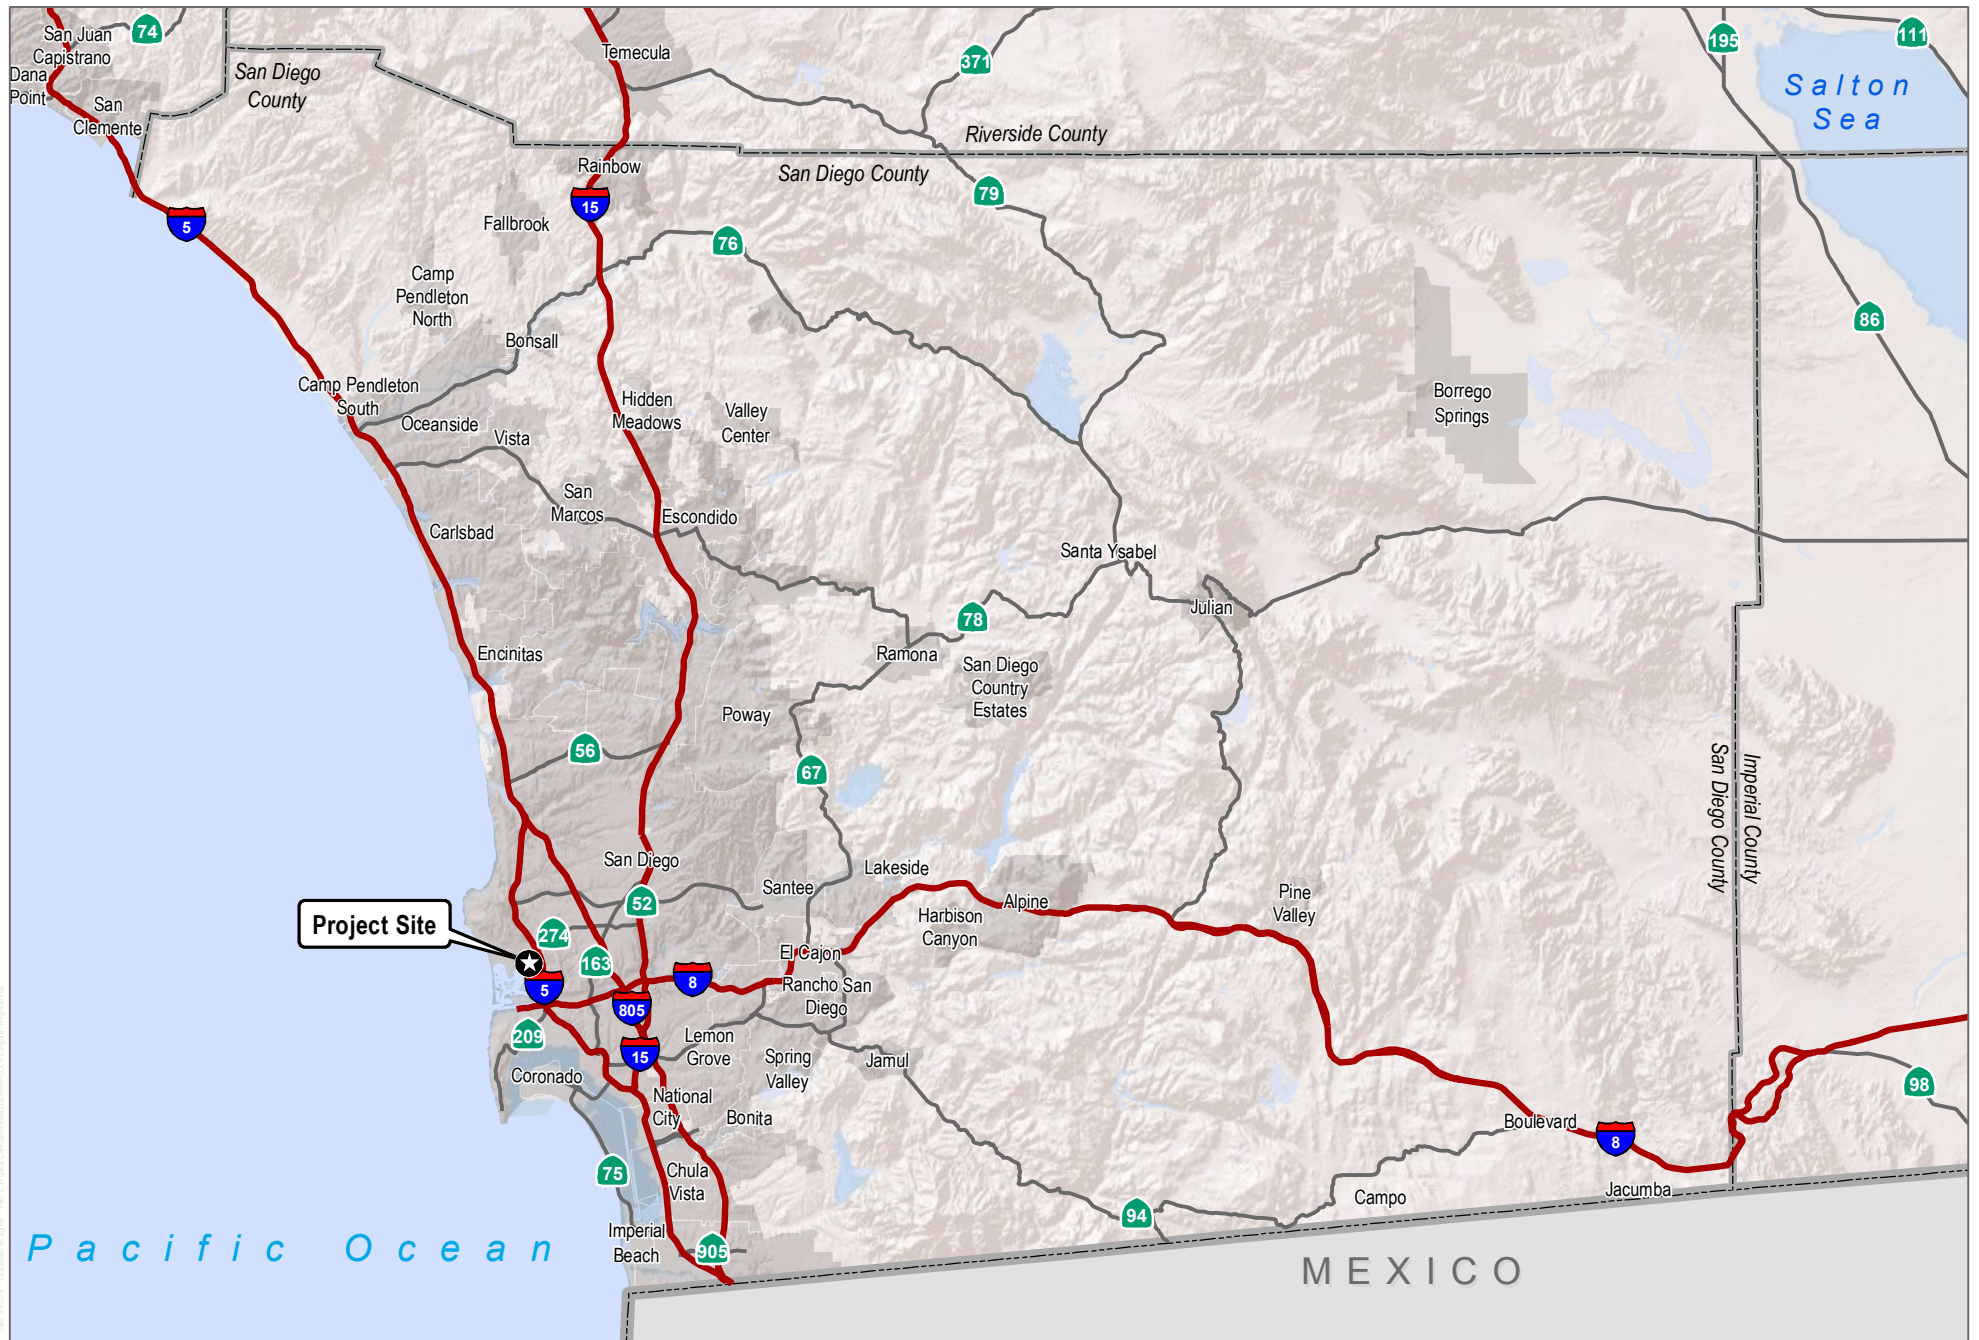 San Juan
Capistrano
74
Dana
Point
San
Clemente
San Diego
County
Temecula
371
195
111
Salton
Sea
Riverside County
San Diego County
Rainbow
15
79
5
Fallbrook
76
Camp
Pendleton
North
86
Bonsall
Camp Pendleton
South
Oceanside
Vista
Hidden
Meadows
Valley
Center
Borrego
Springs
San
Marcos
Escondido
Carlsbad
Santa Ysabel
Julian
78
Encinitas
Ramona
San Diego
Country
Estates
Poway
56
67
San Diego County
Imperial County
San Diego
Santee
Lakeside
52
Alpine
Harbison
Canyon
Pine
Valley
Project Site
274
163
El Cajon
5
8
Rancho San
Diego
805
209
15
Lemon
Grove
Spring
Valley
Jamul
Coronado
National
City
Bonita
98
Boulevard
8
75
Chula
Vista
Jacumba
Campo
94
Imperial
Beach
905
Pacific Ocean
MEXICO